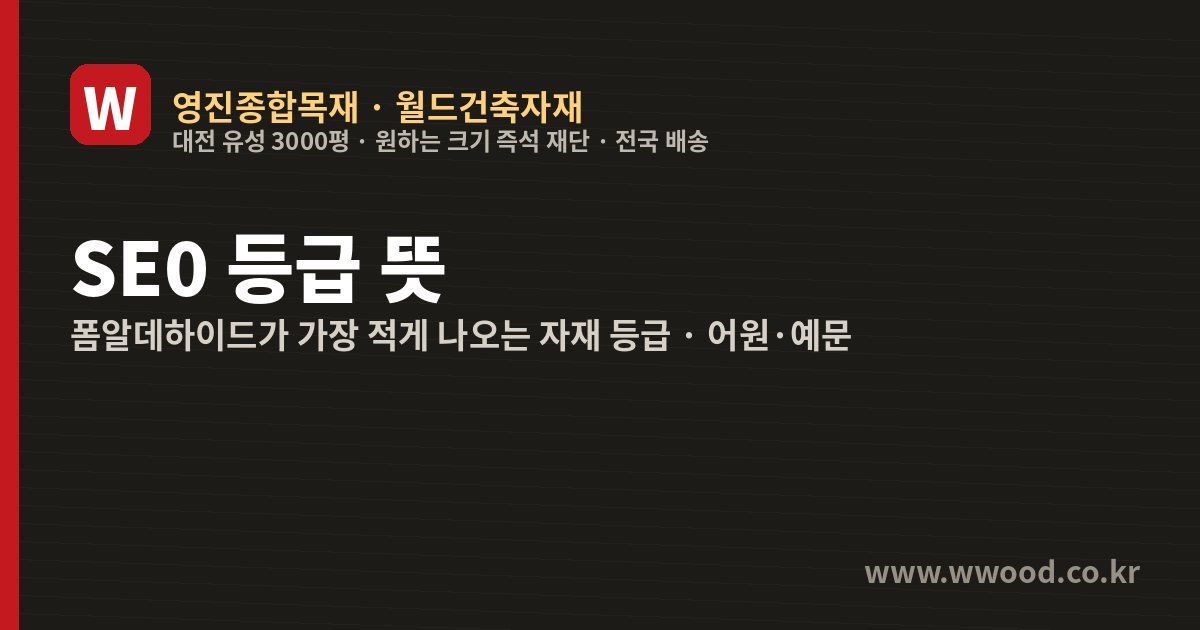 W
영진종합목재 · 월드건축자재
대전 유성 3000평 · 원하는 크기 즉석 재단 · 전국 배송
SE0 등급 뜻
폼알데하이드가 가장 적게 나오는 자재 등급 · 어원·예문
www.wwood.co.kr